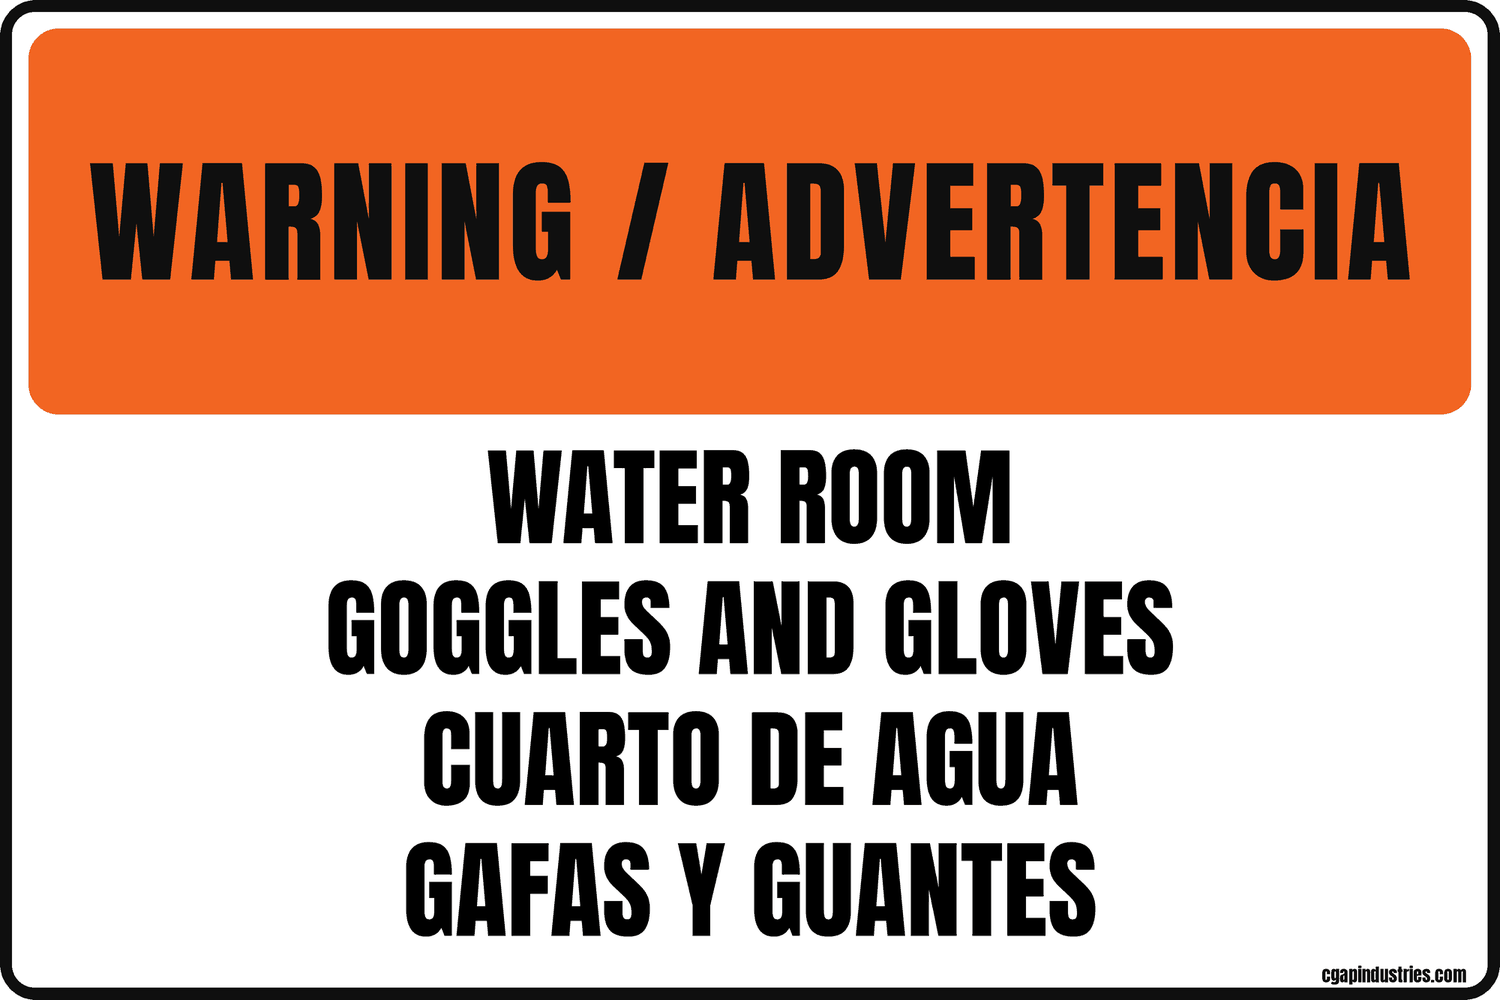 WARNING / ADVERTENCIA
WATER ROOM
GOGGLES AND GLOVES
CUARTO DE AGUA
GAFAS Y GUANTES
cgapindustries.com